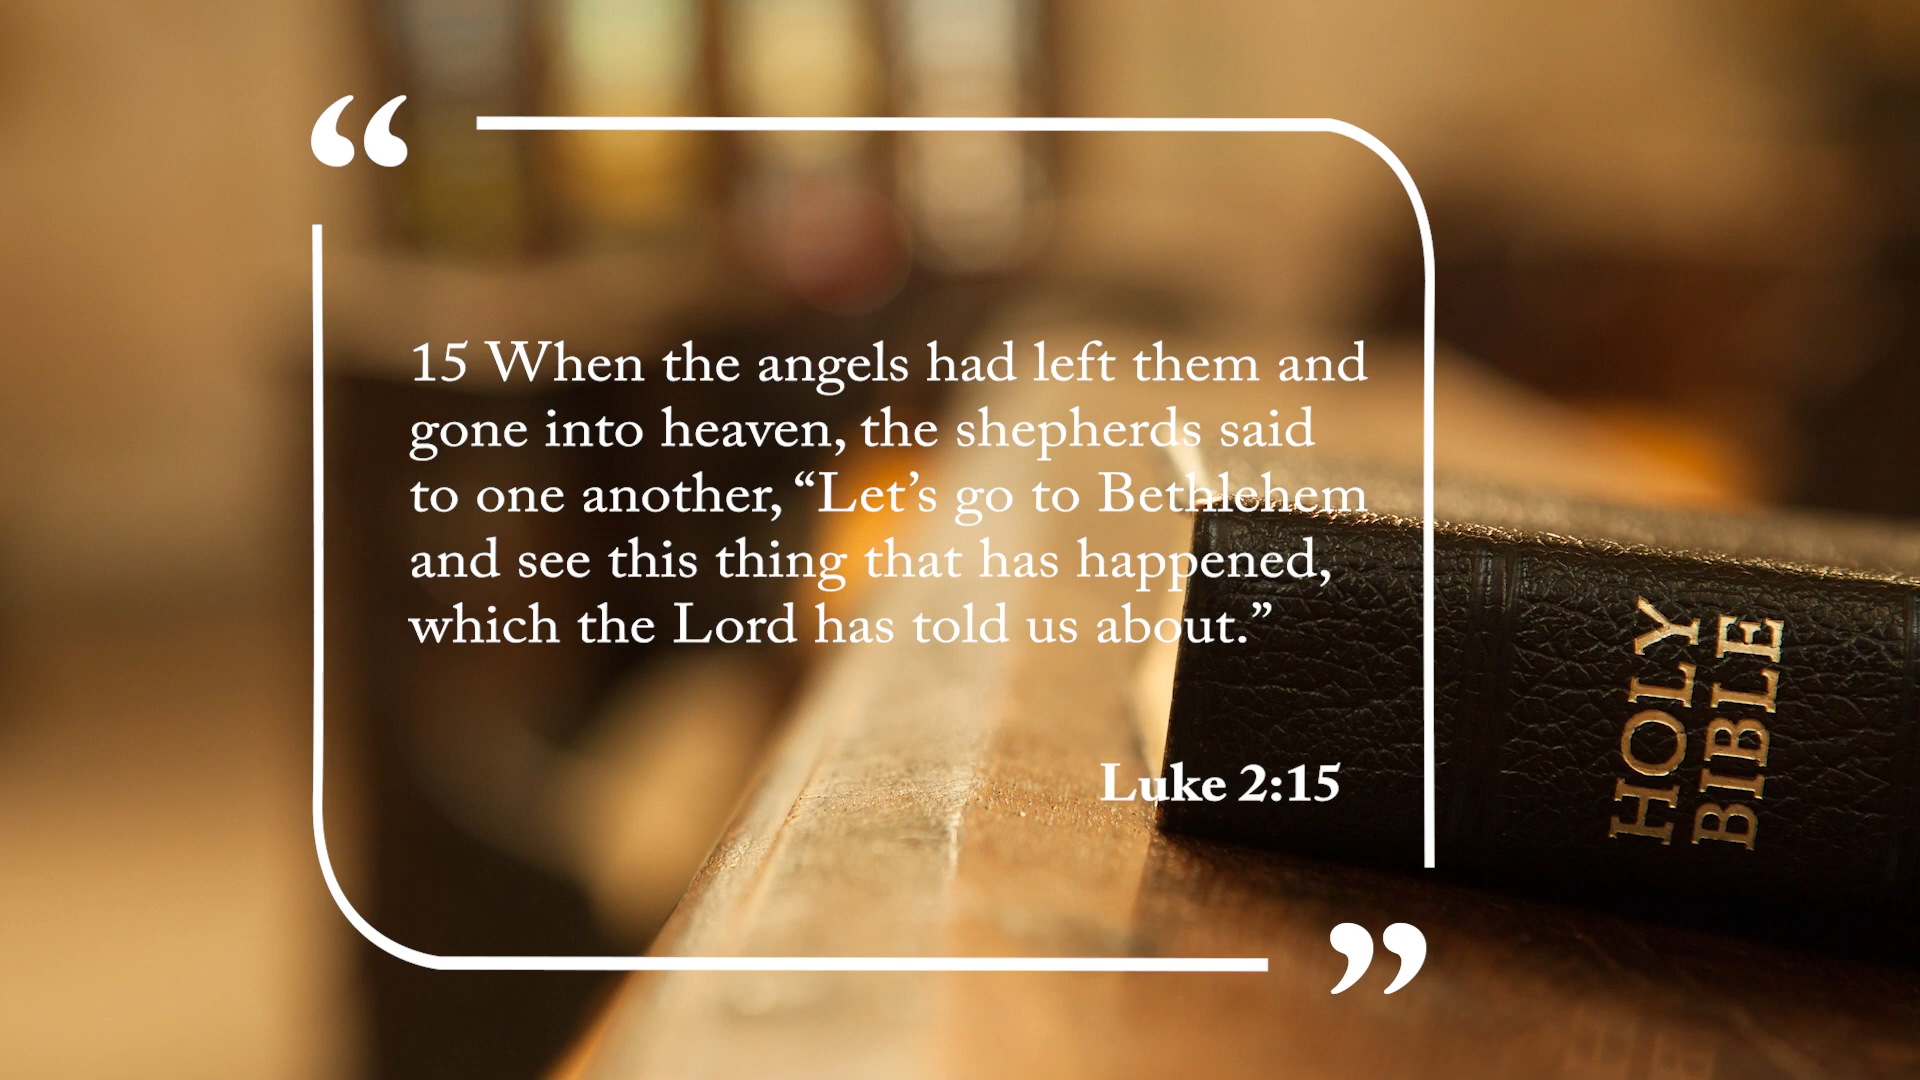 “
15 When the angels had left them and
gone into heaven, the shepherds said
to one another, “Let’s go to Bethlehem
and see this thing that has happened,
which the Lord has told us about.”
Luke 2:15
”
HOLY
BIBLE